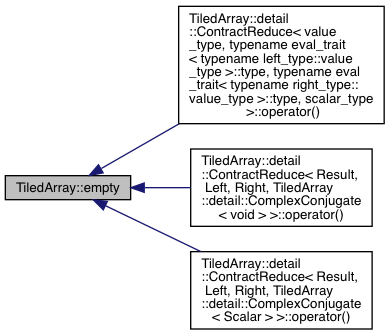 TiledArray::detail
::ContractReduce< value
_type, typename eval_trait
< typename left_type::value
_type >::type, typename eval
_trait< typename right_type::
value_type >::type, scalar_type
>::operator()
TiledArray::empty
TiledArray::detail
::ContractReduce< Result,
Left, Right, TiledArray
::detail::ComplexConjugate
< void > >::operator()
TiledArray::detail
::ContractReduce< Result,
Left, Right, TiledArray
::detail::ComplexConjugate
< Scalar > >::operator()